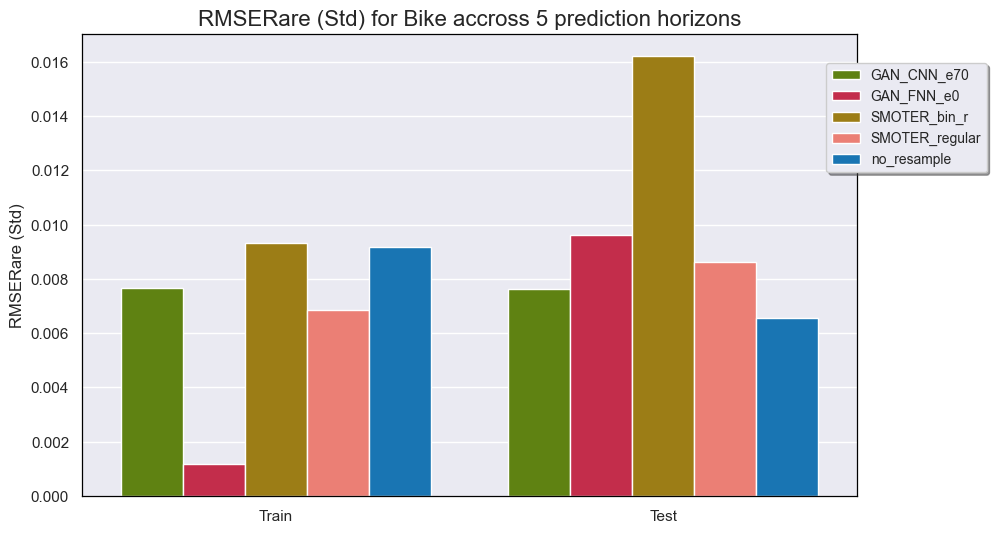 RMSERare (Std) for Bike accross 5 prediction horizons
RMSERare (Std)
0.016
0.014
0.012
0.010
0.008
0.006
0.004
0.002
0.000
Train
Test
GAN_CNN_e70
GAN_FNN_e0
SMOTER_bin_r
SMOTER_regular
no_resample